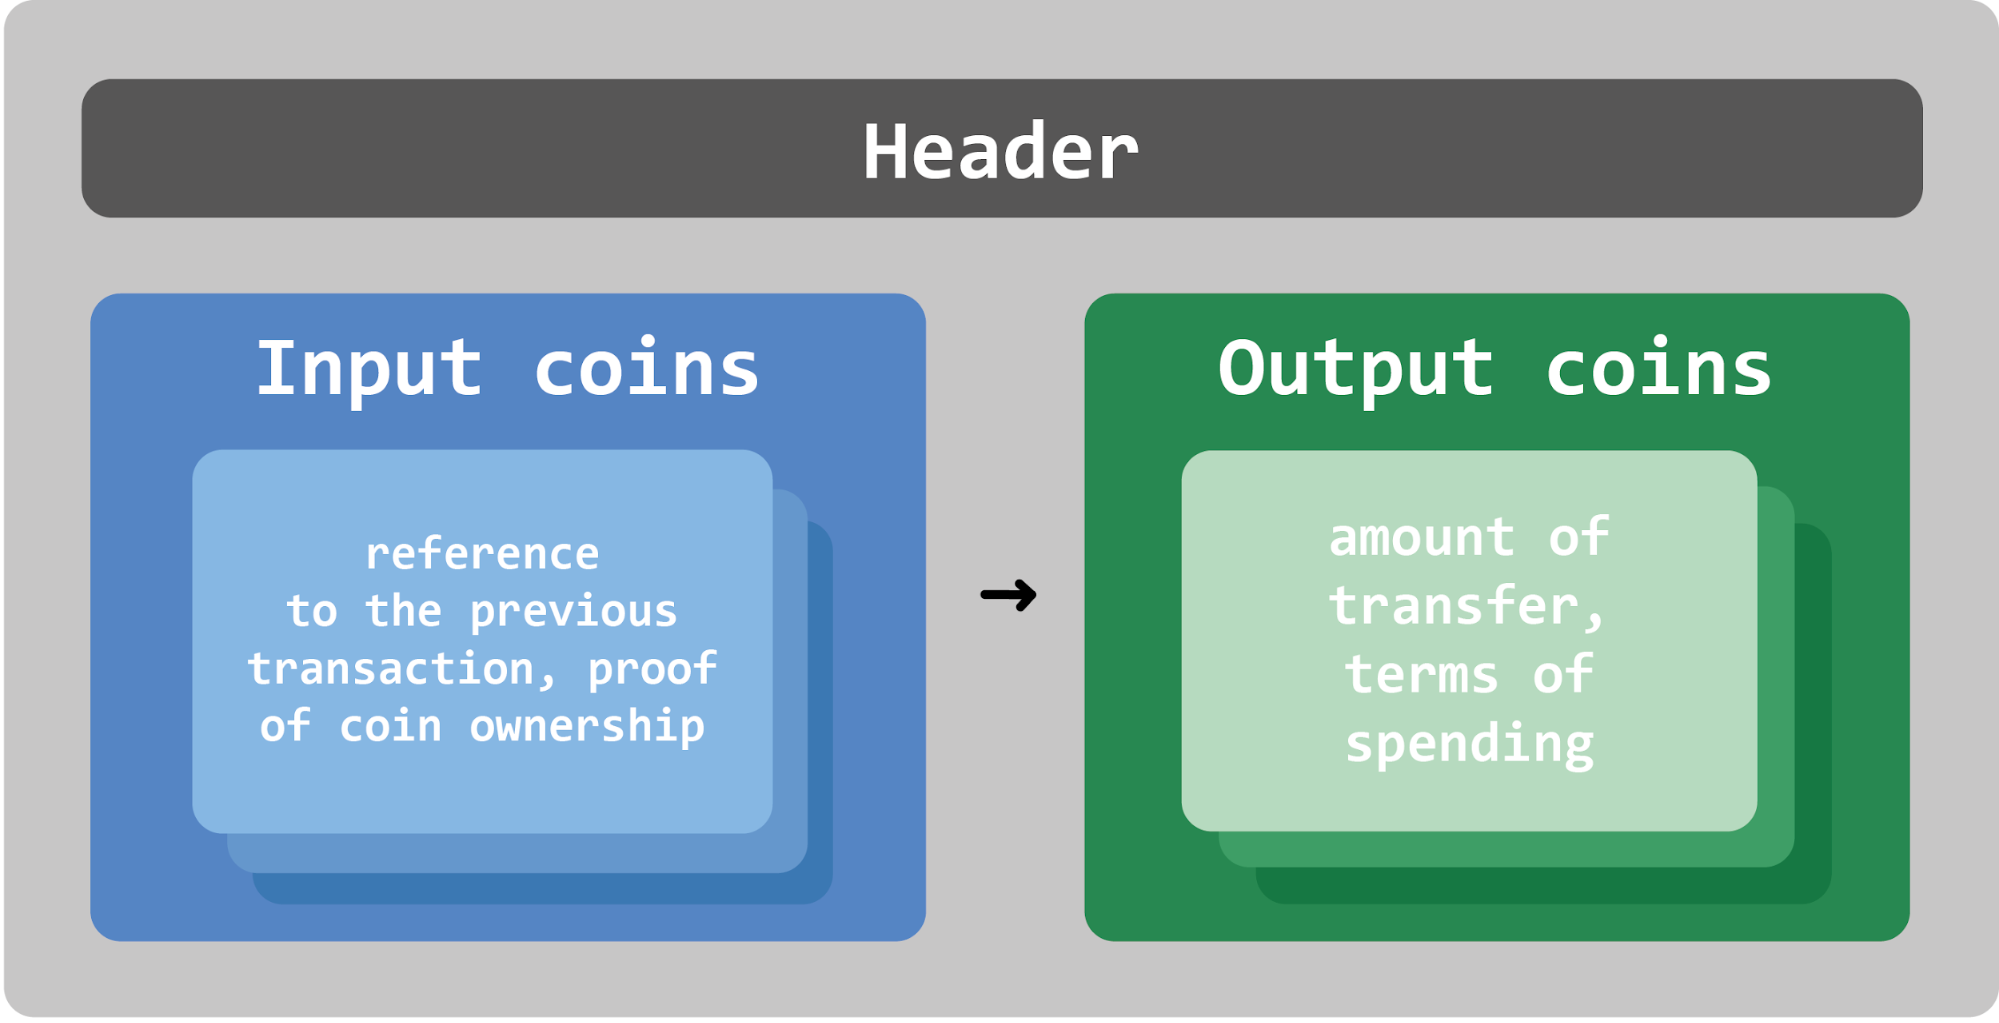 Header
Input coins
reference
to the previous
transaction, proof
of coin ownership
→
Output coins
amount of
transfer,
terms of
spending